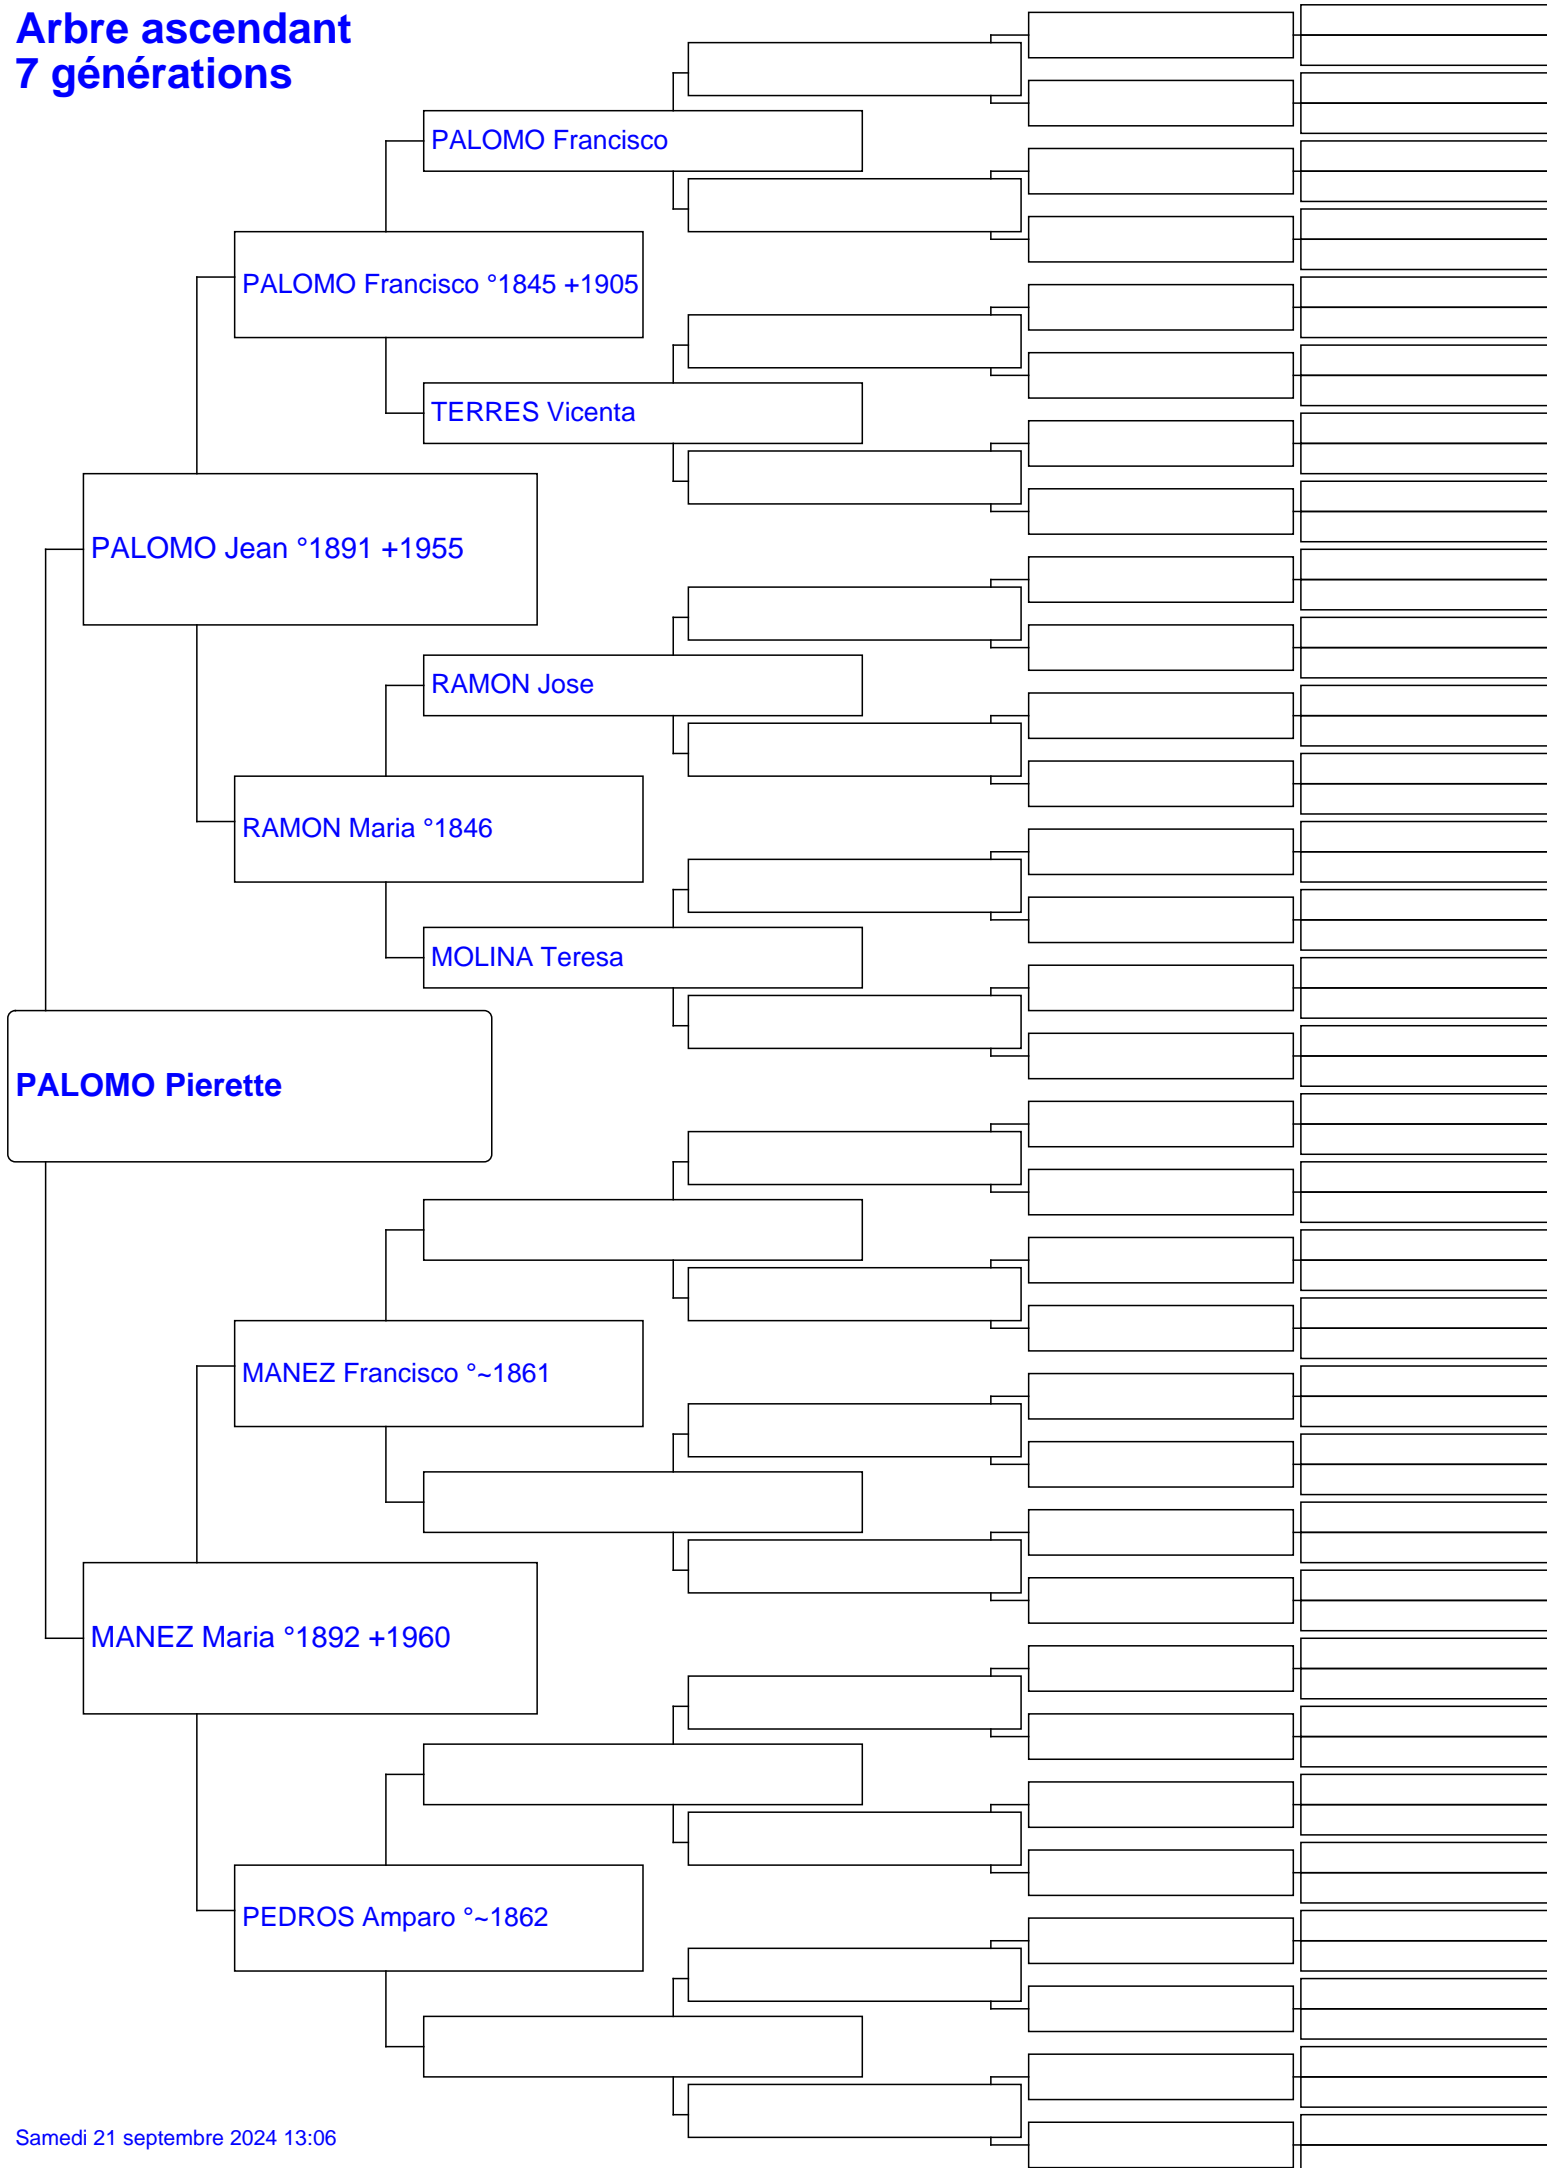 Arbre ascendant
7 générations
PALOMO Francisco
PALOMO Francisco °1845 +1905
TERRES Vicenta
PALOMO Jean °1891 +1955
RAMON Jose
RAMON Maria °1846
MOLINA Teresa
PALOMO Pierette
MANEZ Francisco °~1861
MANEZ Maria °1892 +1960
PEDROS Amparo °~1862
Samedi 21 septembre 2024 13:06